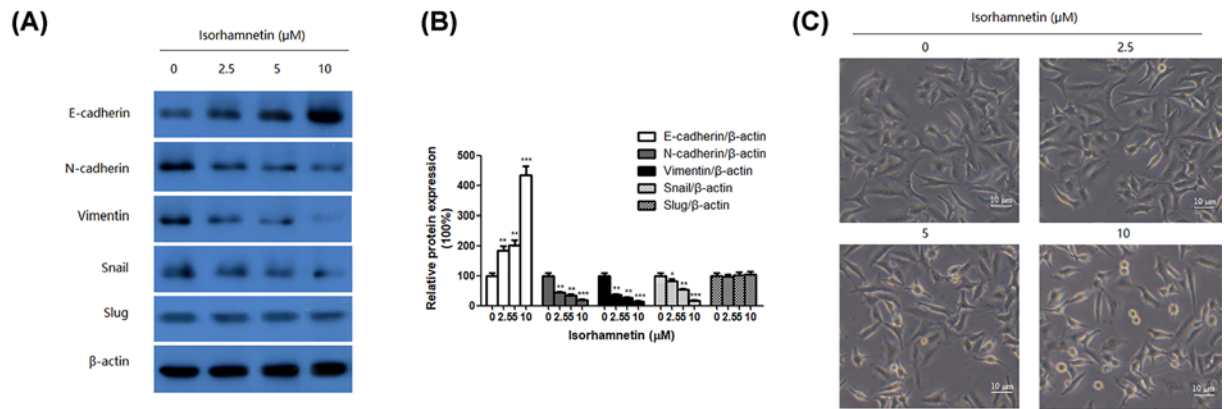 (A)
Isorhamnetin (μM)
0 2.5 5 10
E-cadherin
N-cadherin
Vimentin
Snail
Slug
β-actin
(B)
E-cadherin/β-actin
N-cadherin/β-actin
Vimentin/β-actin
Snail/β-actin
Slug/β-actin
Relative protein expression
(100%)
500
400
300
200
100
0
** ** *** ** ** *** ** ** *** * ** ***
0 2.55 10 0 2.55 10 0 2.55 10 0 2.55 10 0 2.55 10
Isorhamnetin (μM)
(C)
Isorhamnetin (μM)
0 2.5
10 μm 10 μm
5 10
10 μm 10 μm